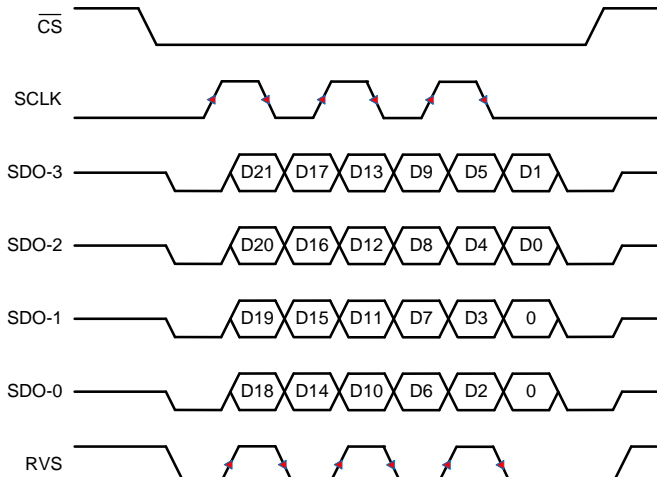 CS
SCLK
SDO-3 D21 D17 D13 D9 D5 D1
SDO-2 D20 D16 D12 D8 D4 D0
SDO-1 D19 D15 D11 D7 D3 0
SDO-0 D18 D14 D10 D6 D2 0
RVS